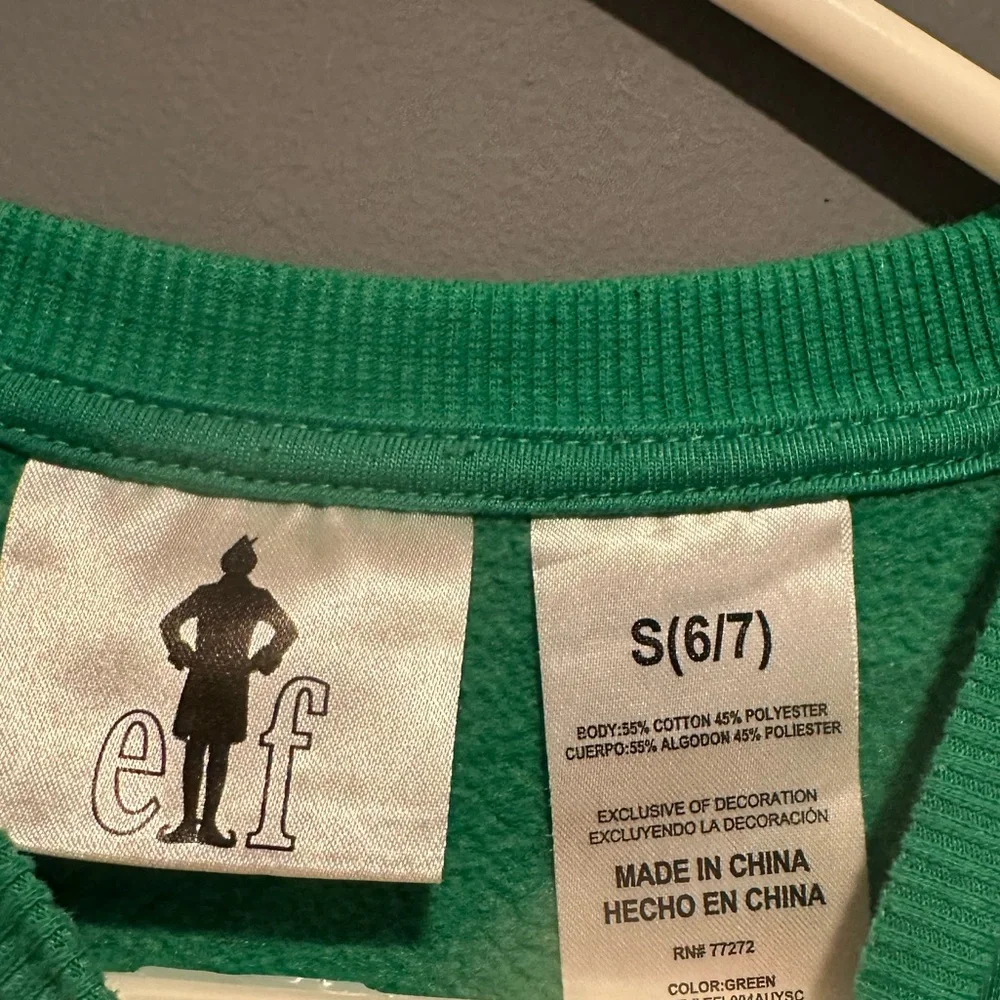 elf
S(6/7)
BODY:55% COTTON 45% POLYESTER
CUERPO:55% ALGODON 45% POLIESTER
EXCLUSIVE OF DECORATION
EXCLUYENDO LA DECORACIÓN
MADE IN CHINA
HECHO EN CHINA
RN# 77272
COLOR:GREEN